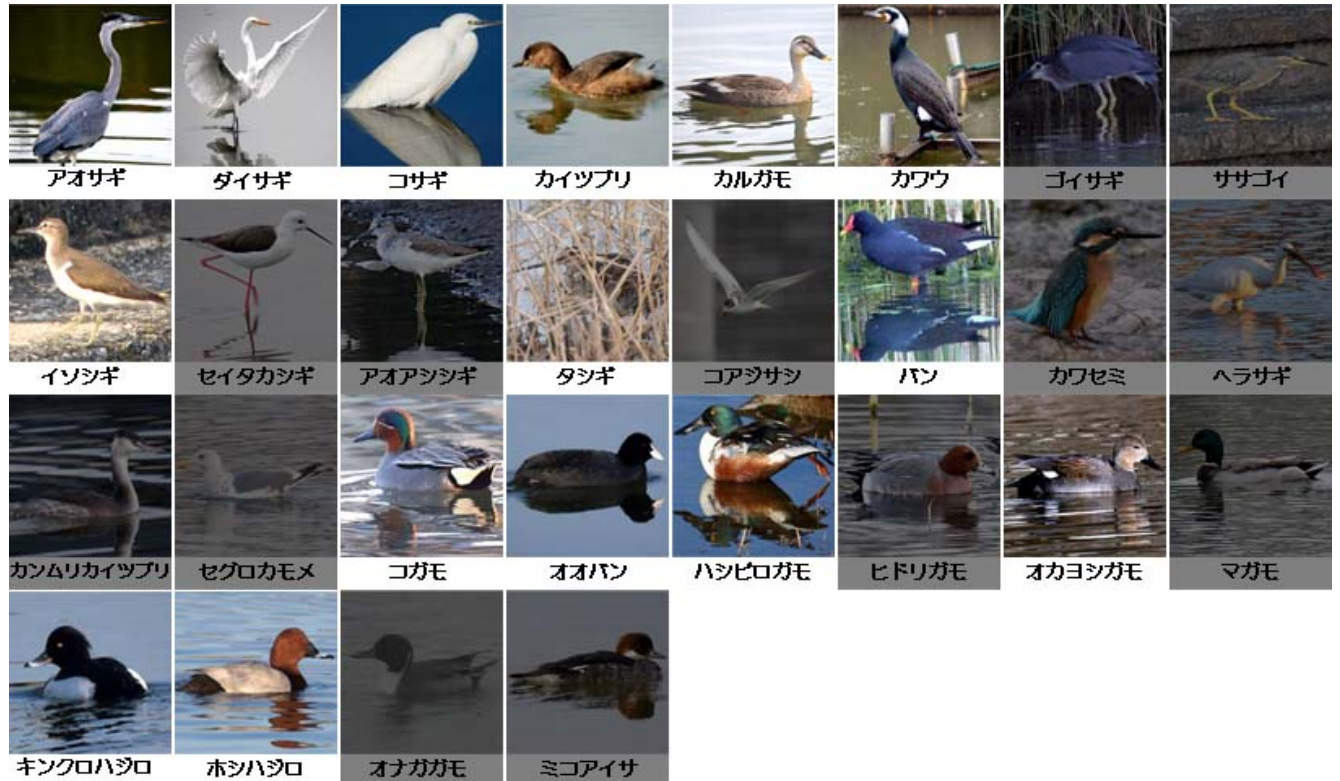 アオサギ ダイサギ コサギ カイツブリ カルガモ カワウ ゴイサギ ササゴイ
イソシギ セイタカシギ アオアシシギ タシギ コアジサシ バン カワセミ ヘラサギ
カンムリカイツブリ セグロカモメ コガモ オオバン ハシビロガモ ヒドリガモ オカヨシガモ マガモ
キンクロハジロ ホシハジロ オナガガモ ミコアイサ